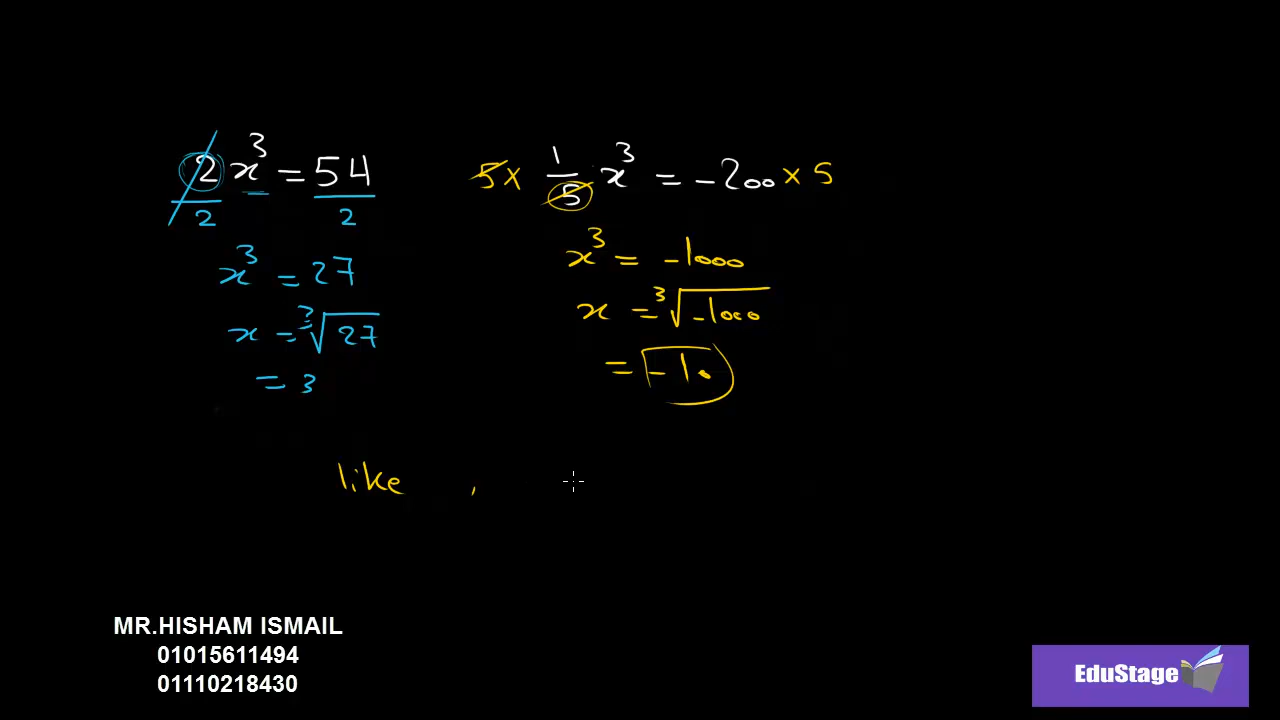 2x³ = 54
2 2
x³ = 27
x = ³√27
= 3
5 × 1/5 x³ = -200 × 5
x³ = -1000
x = ³√-1000
= -10
like ,
MR.HISHAM ISMAIL
01015611494
01110218430
EduStage